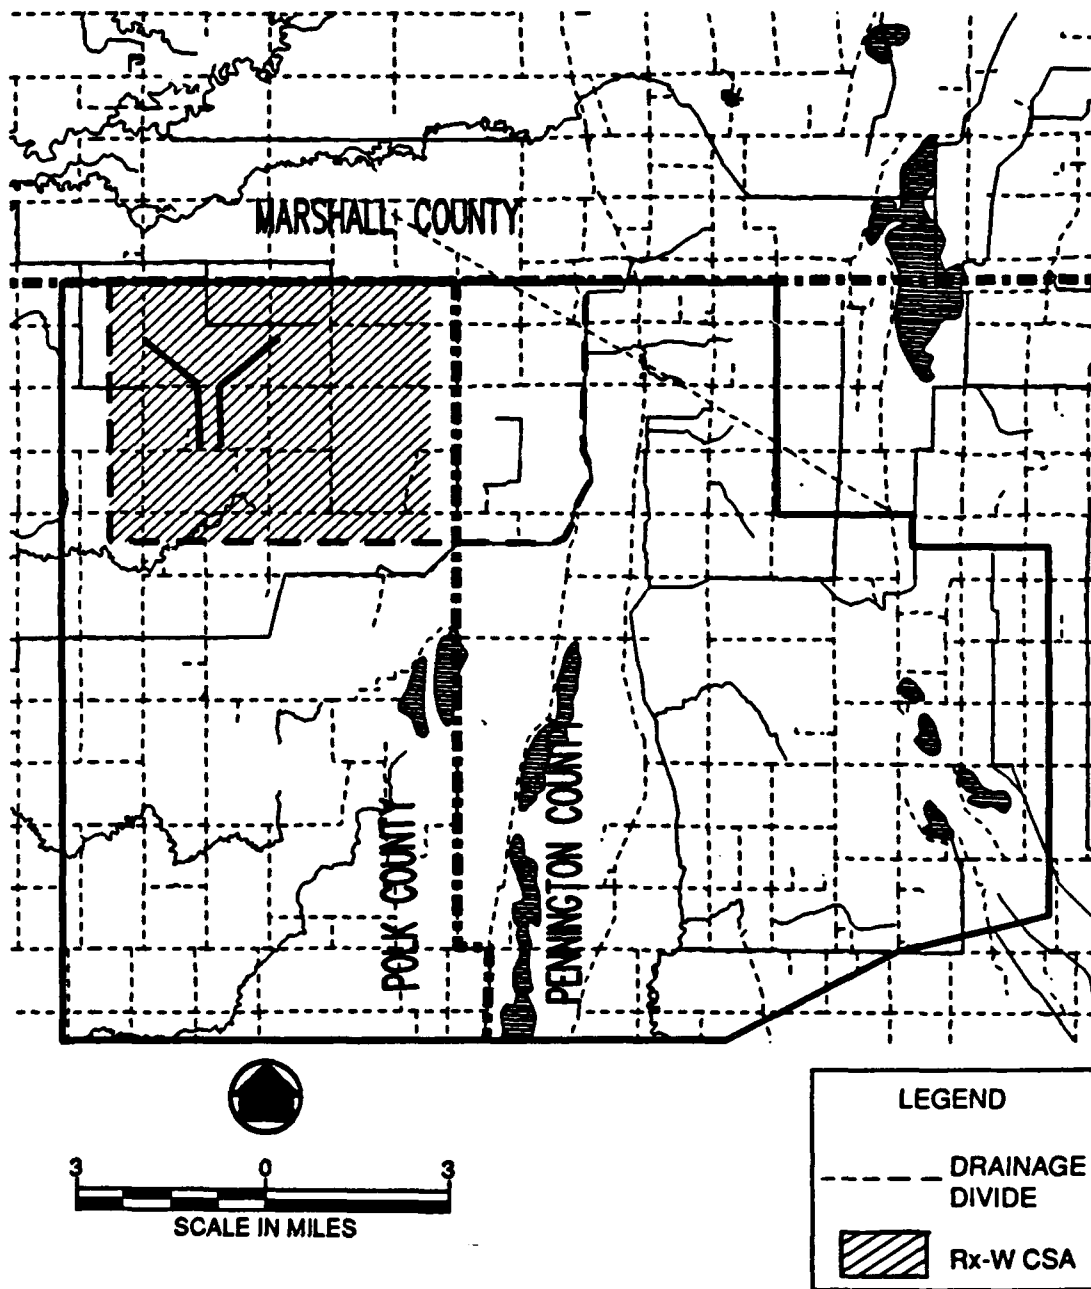 MARSHALL COUNTY
POLK COUNTY
PENNINGTON COUNTY
3 0 3
SCALE IN MILES
LEGEND
DRAINAGE
DIVIDE
Rx-W CSA